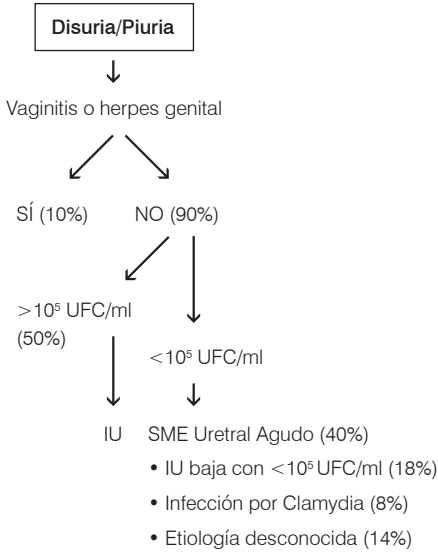 Disuria/Piuria
Vaginitis o herpes genital
SÍ (10%)
NO (90%)
>10⁵ UFC/ml
(50%)
<10⁵ UFC/ml
IU
SME Uretral Agudo (40%)
• IU baja con <10⁵ UFC/ml (18%)
• Infección por Clamydia (8%)
• Etiología desconocida (14%)